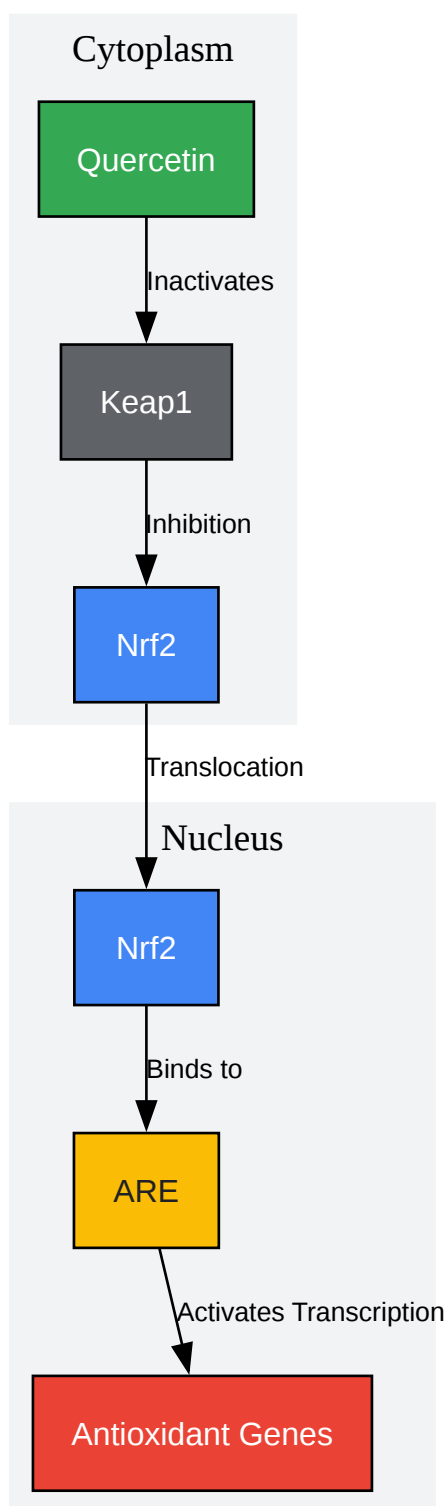 Cytoplasm
Quercetin
Inactivates
Keap1
Inhibition
Nrf2
Translocation
Nucleus
Nrf2
Binds to
ARE
Activates Transcription
Antioxidant Genes